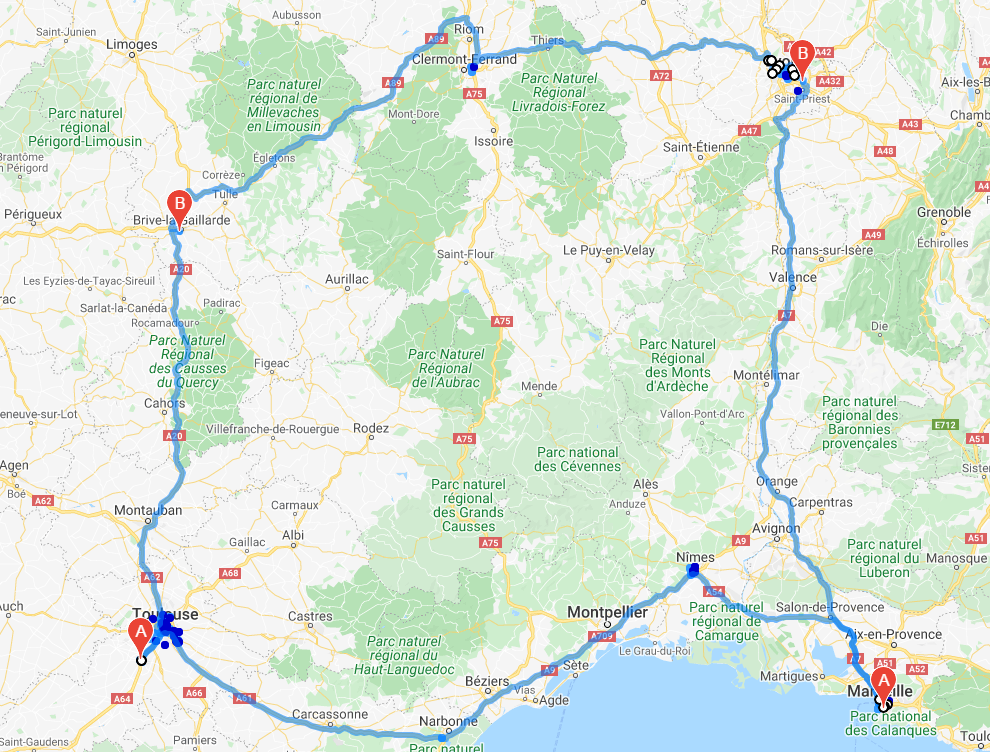 Aubusson
Saint-Junien
Limoges
Riom
A89
Thiers
B
A42
Clermont-Ferrand
A89
A75
A72
A432
Saint-Priest
Aix-les-B
Parc naturel
régional de
Millevaches
en Limousin
Parc Naturel
Régional
Livradois-Forez
Parc naturel
régional
Périgord-Limousin
Mont-Dore
Issoire
A47
A43
Chamb
Saint-Étienne
A48
Brantôme
n Périgord
Égletons
Corrèze
Tulle
A4
B
Périgueux
Brive-la-Gaillarde
Grenoble
A49
Échirolles
Saint-Flour
Le Puy-en-Velay
Romans-sur-Isère
A20
Valence
Les Eyzies-de-Tayac-Sireuil
Aurillac
rac
Sarlat-la-Canéda
Padirac
Rocamadour
A75
A7
Die
Parc Naturel
Régional
des Causses
du Quercy
Parc Naturel
Régional
de l'Aubrac
Parc Naturel
Régional
des Monts
d'Ardèche
Figeac
Mende
Montélimar
Cahors
eneuve-sur-Lot
Vallon-Pont-d'Arc
Parc naturel
régional des
Baronnies
provençales
A20
Villefranche-de-Rouergue
Rodez
A75
E712
A51
Parc national
des Cévennes
Agen
Boé
Sister
A62
Parc naturel
régional
des Grands
Causses
Alès
Anduze
Orange
Carpentras
Montauban
Carmaux
Albi
Gaillac
A75
A9
Avignon
A51
Parc naturel
régional du
Luberon
Manosque
Nîmes
A62
A68
A54
Auch
Toulouse
Castres
Montpellier
Parc naturel
régional de
Camargue
Salon-de-Provence
A
A709
Aix-en-Provence
Parc naturel
régional du
Haut-Languedoc
Le Grau-du-Roi
A7
A51
A52
A9
Sète
Martigues
A
A64
A66
A61
Béziers
Vias
Agde
Marseille
Carcassonne
Narbonne
Parc national
des Calanques
Saint-Gaudens
Pamiers
Parc naturel
Toulo